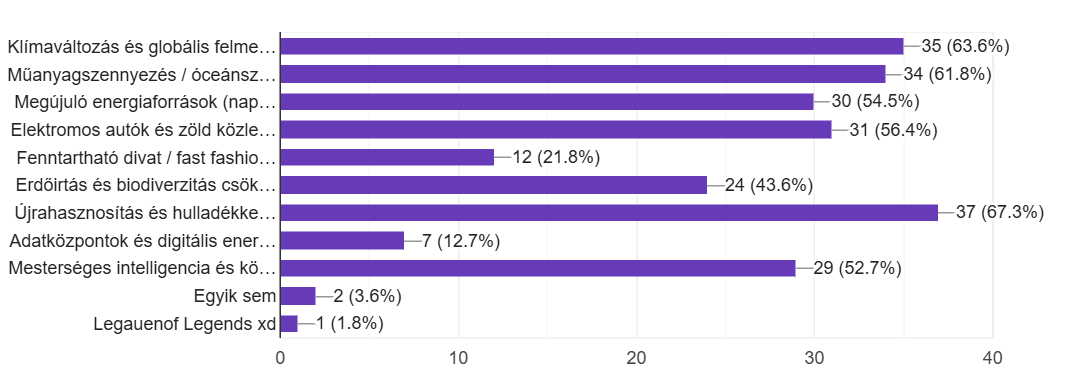 Klímaváltozás és globális felme… 35 (63.6%)
Műanyagszennyezés / óceánsz… 34 (61.8%)
Megújuló energiaforrások (nap… 30 (54.5%)
Elektromos autók és zöld közle… 31 (56.4%)
Fenntartható divat / fast fashio… 12 (21.8%)
Erdőirtás és biodiverzitás csök… 24 (43.6%)
Újrahasznosítás és hulladékke… 37 (67.3%)
Adatközpontok és digitális ener… 7 (12.7%)
Mesterséges intelligencia és kö… 29 (52.7%)
Egyik sem 2 (3.6%)
Legauenof Legends xd 1 (1.8%)
0 10 20 30 40